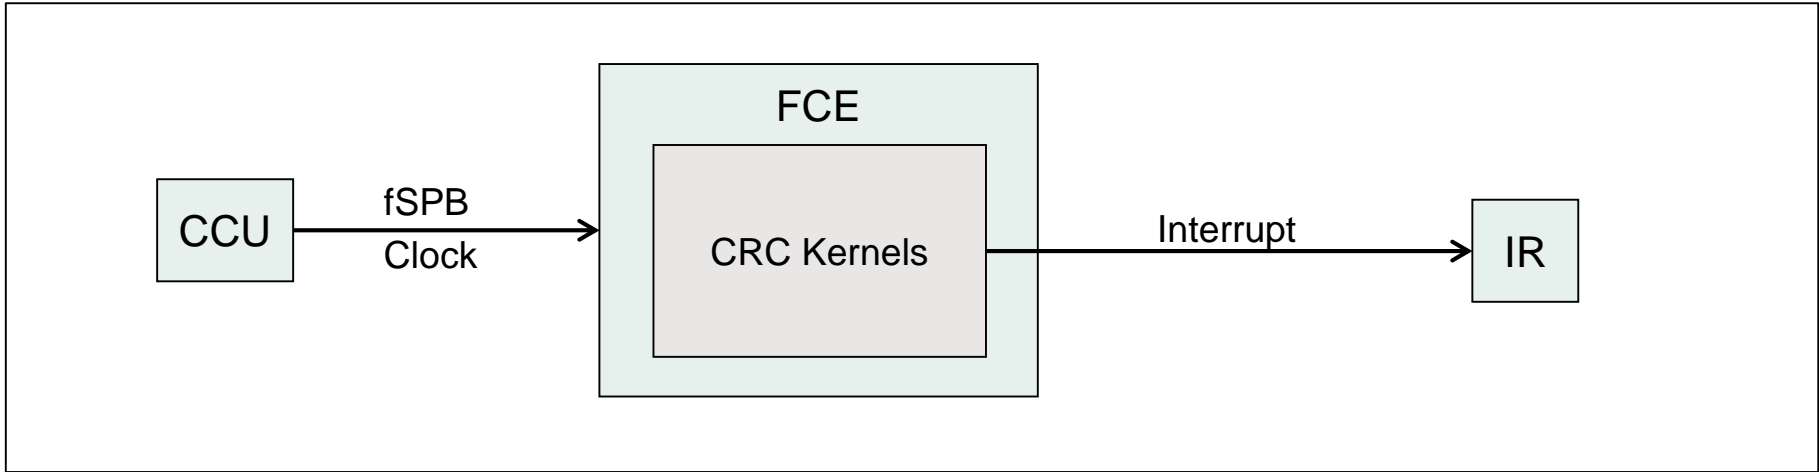 FCE
CCU
fSPB
Clock
CRC Kernels
Interrupt
IR